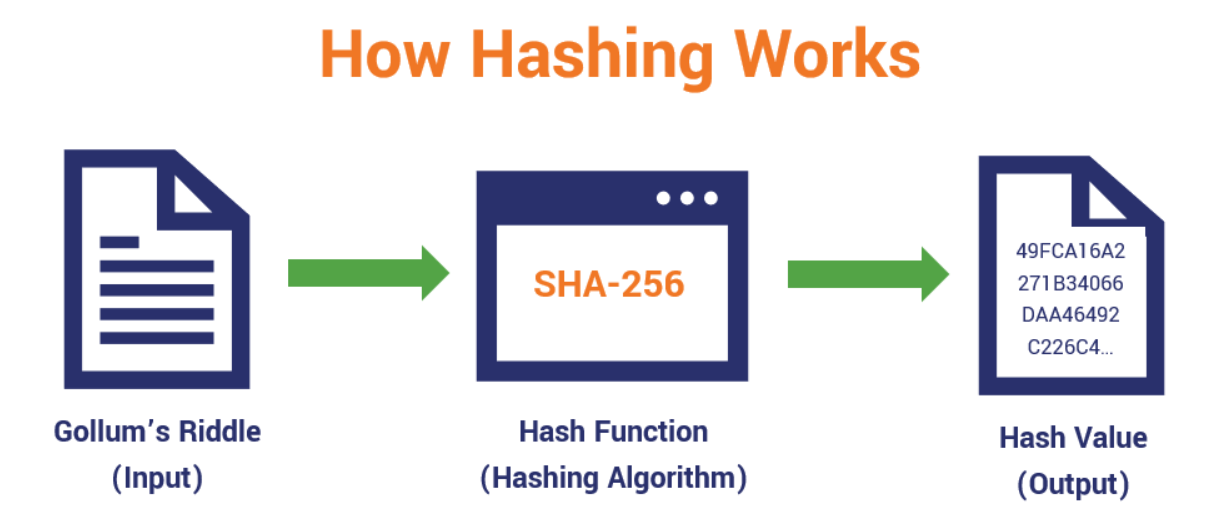 How Hashing Works
SHA-256
49FCA16A2
271B34066
DAA46492
C226C4...
Gollum's Riddle
(Input)
Hash Function
(Hashing Algorithm)
Hash Value
(Output)